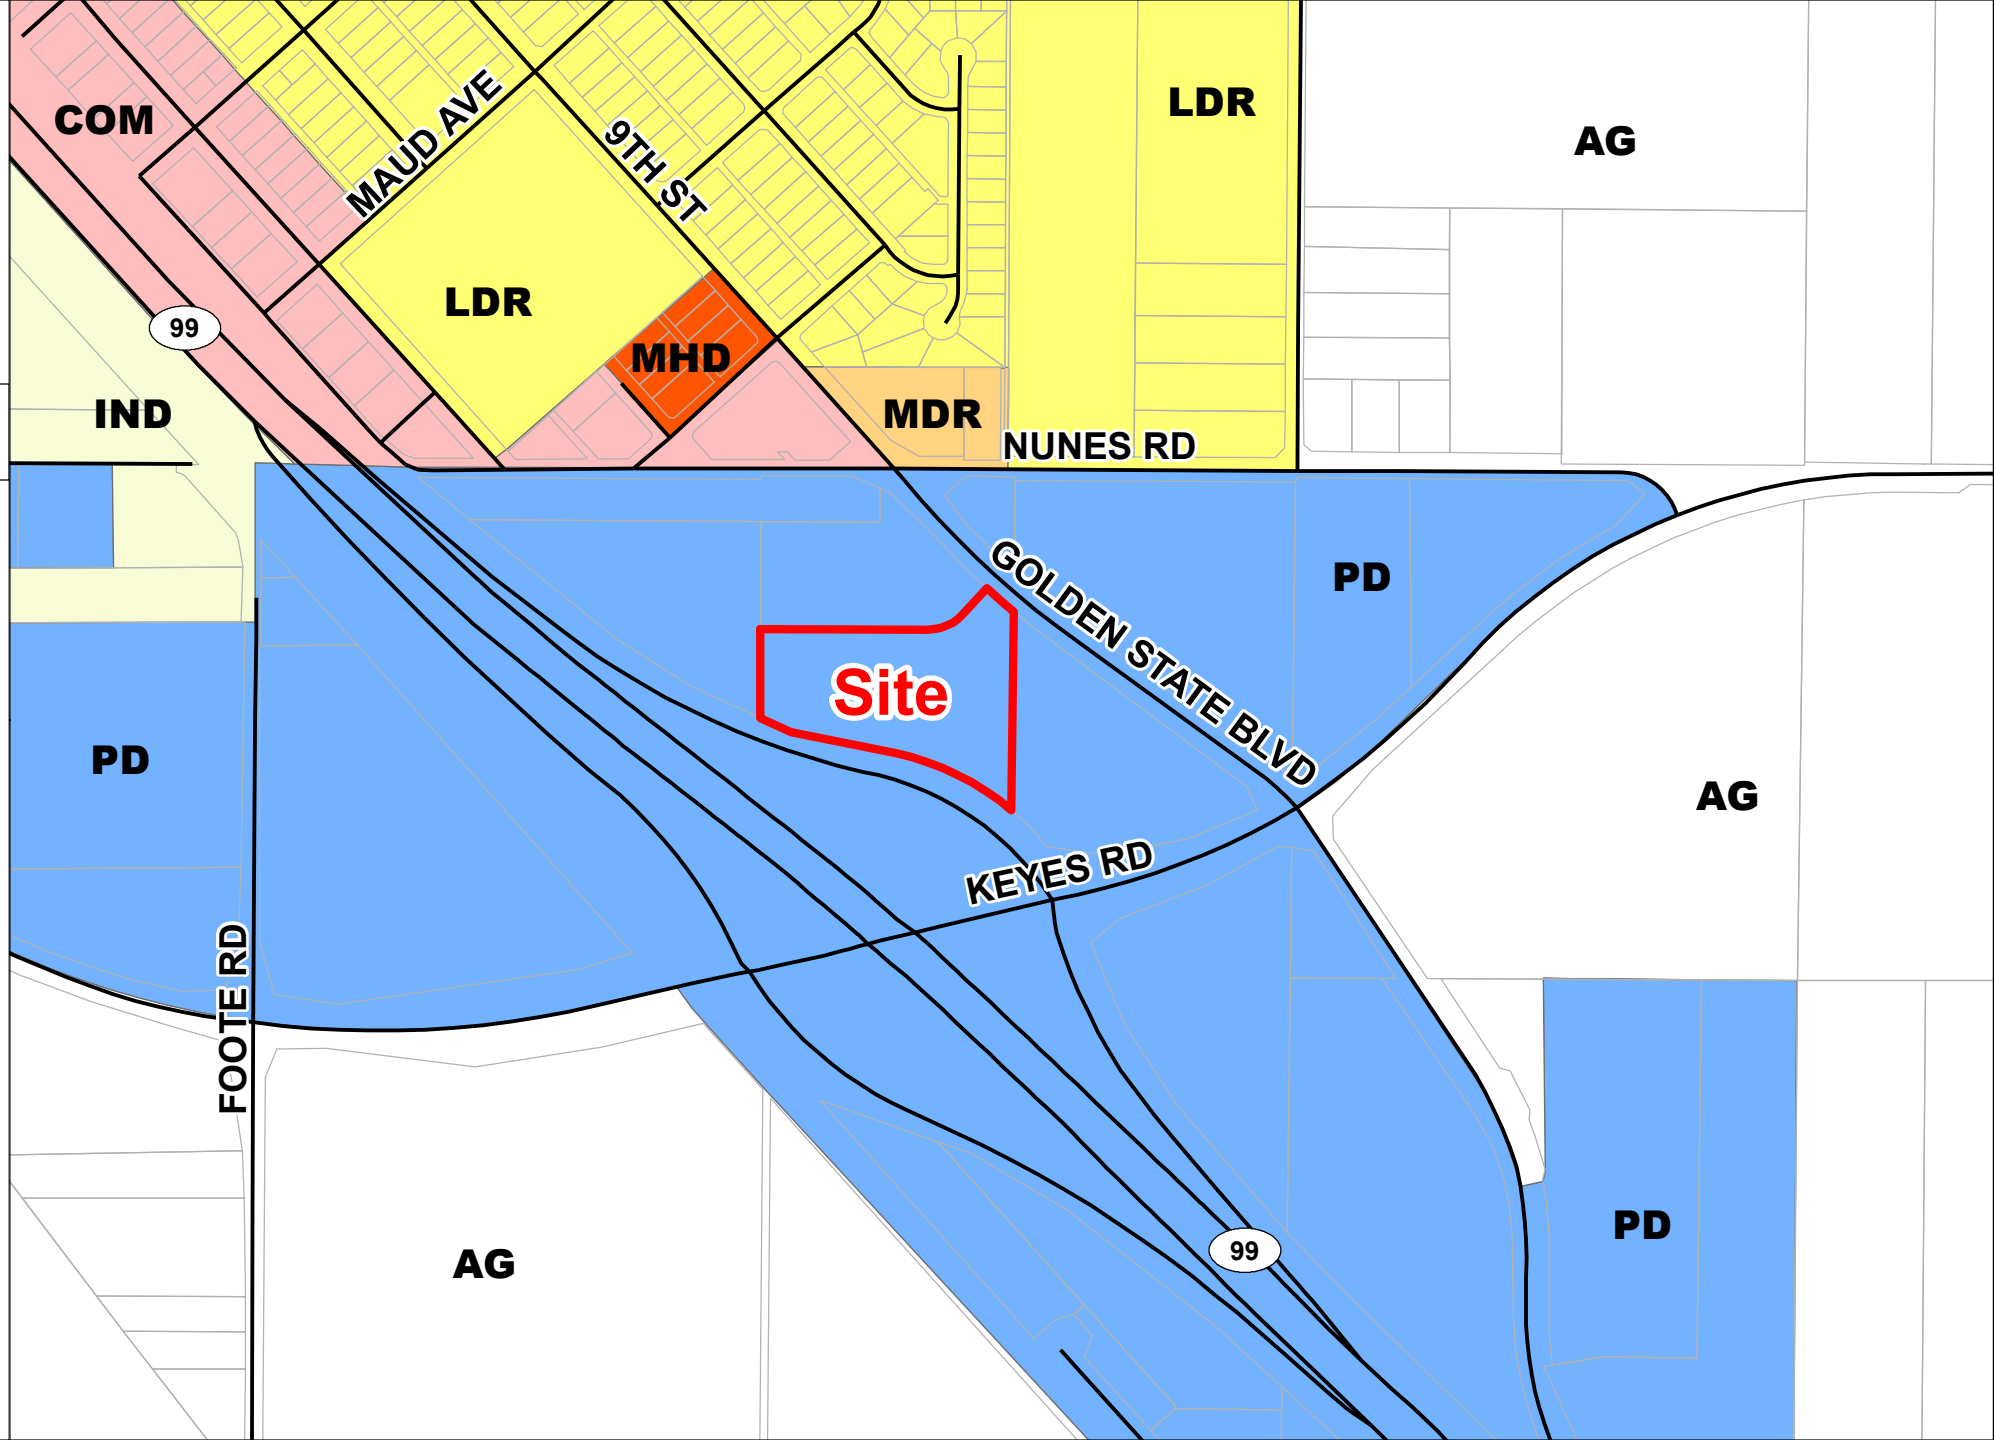 LDR
COM
AG
MAUD AVE
9TH ST
LDR
99
MHD
IND
MDR
NUNES RD
PD
GOLDEN STATE BLVD
Site
PD
AG
KEYES RD
FOOTE RD
PD
99
AG